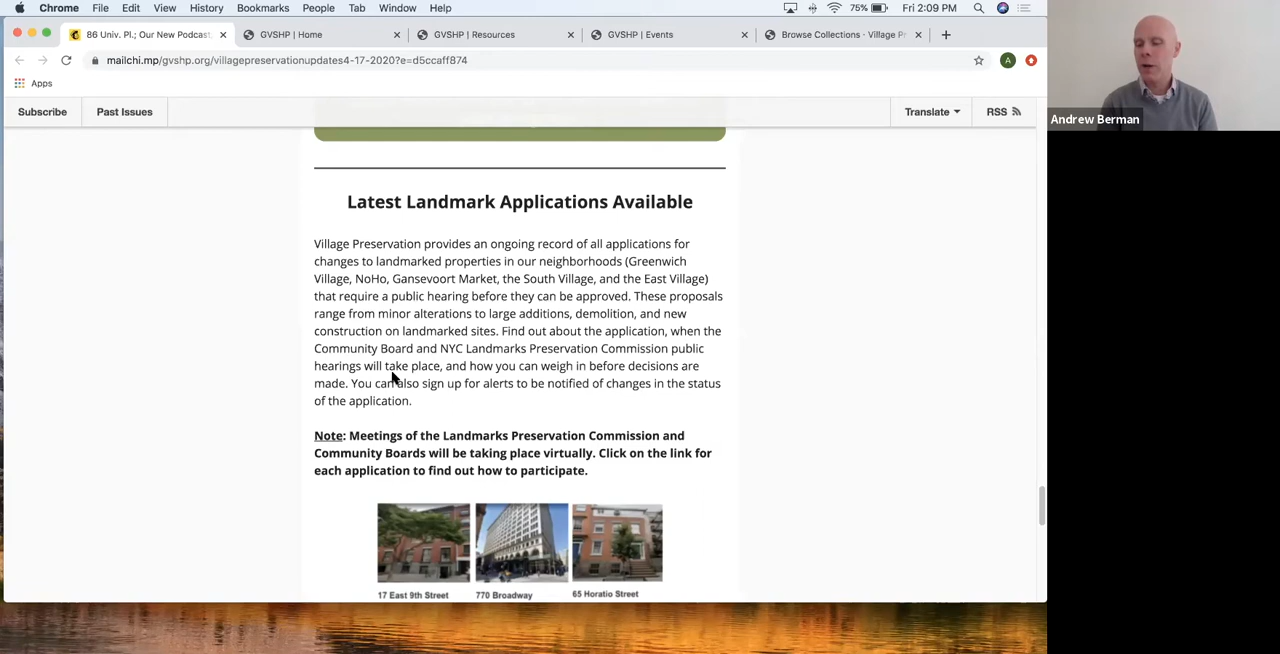 Chrome File Edit View History Bookmarks People Tab Window Help 75% Fri 2:09 PM
86 Univ. Pl.; Our New Podcast, GVSHP | Home GVSHP | Resources GVSHP | Events Browse Collections · Village Pr
mailchi.mp/gvshp.org/villagepreservationupdates4-17-2020?e=d5ccaff874 A
Apps
Subscribe Past Issues Translate RSS
Andrew Berman
Latest Landmark Applications Available
Village Preservation provides an ongoing record of all applications for
changes to landmarked properties in our neighborhoods (Greenwich
Village, NoHo, Gansevoort Market, the South Village, and the East Village)
that require a public hearing before they can be approved. These proposals
range from minor alterations to large additions, demolition, and new
construction on landmarked sites. Find out about the application, when the
Community Board and NYC Landmarks Preservation Commission public
hearings will take place, and how you can weigh in before decisions are
made. You can also sign up for alerts to be notified of changes in the status
of the application.
Note: Meetings of the Landmarks Preservation Commission and
Community Boards will be taking place virtually. Click on the link for
each application to find out how to participate.
17 East 9th Street 770 Broadway 65 Horatio Street